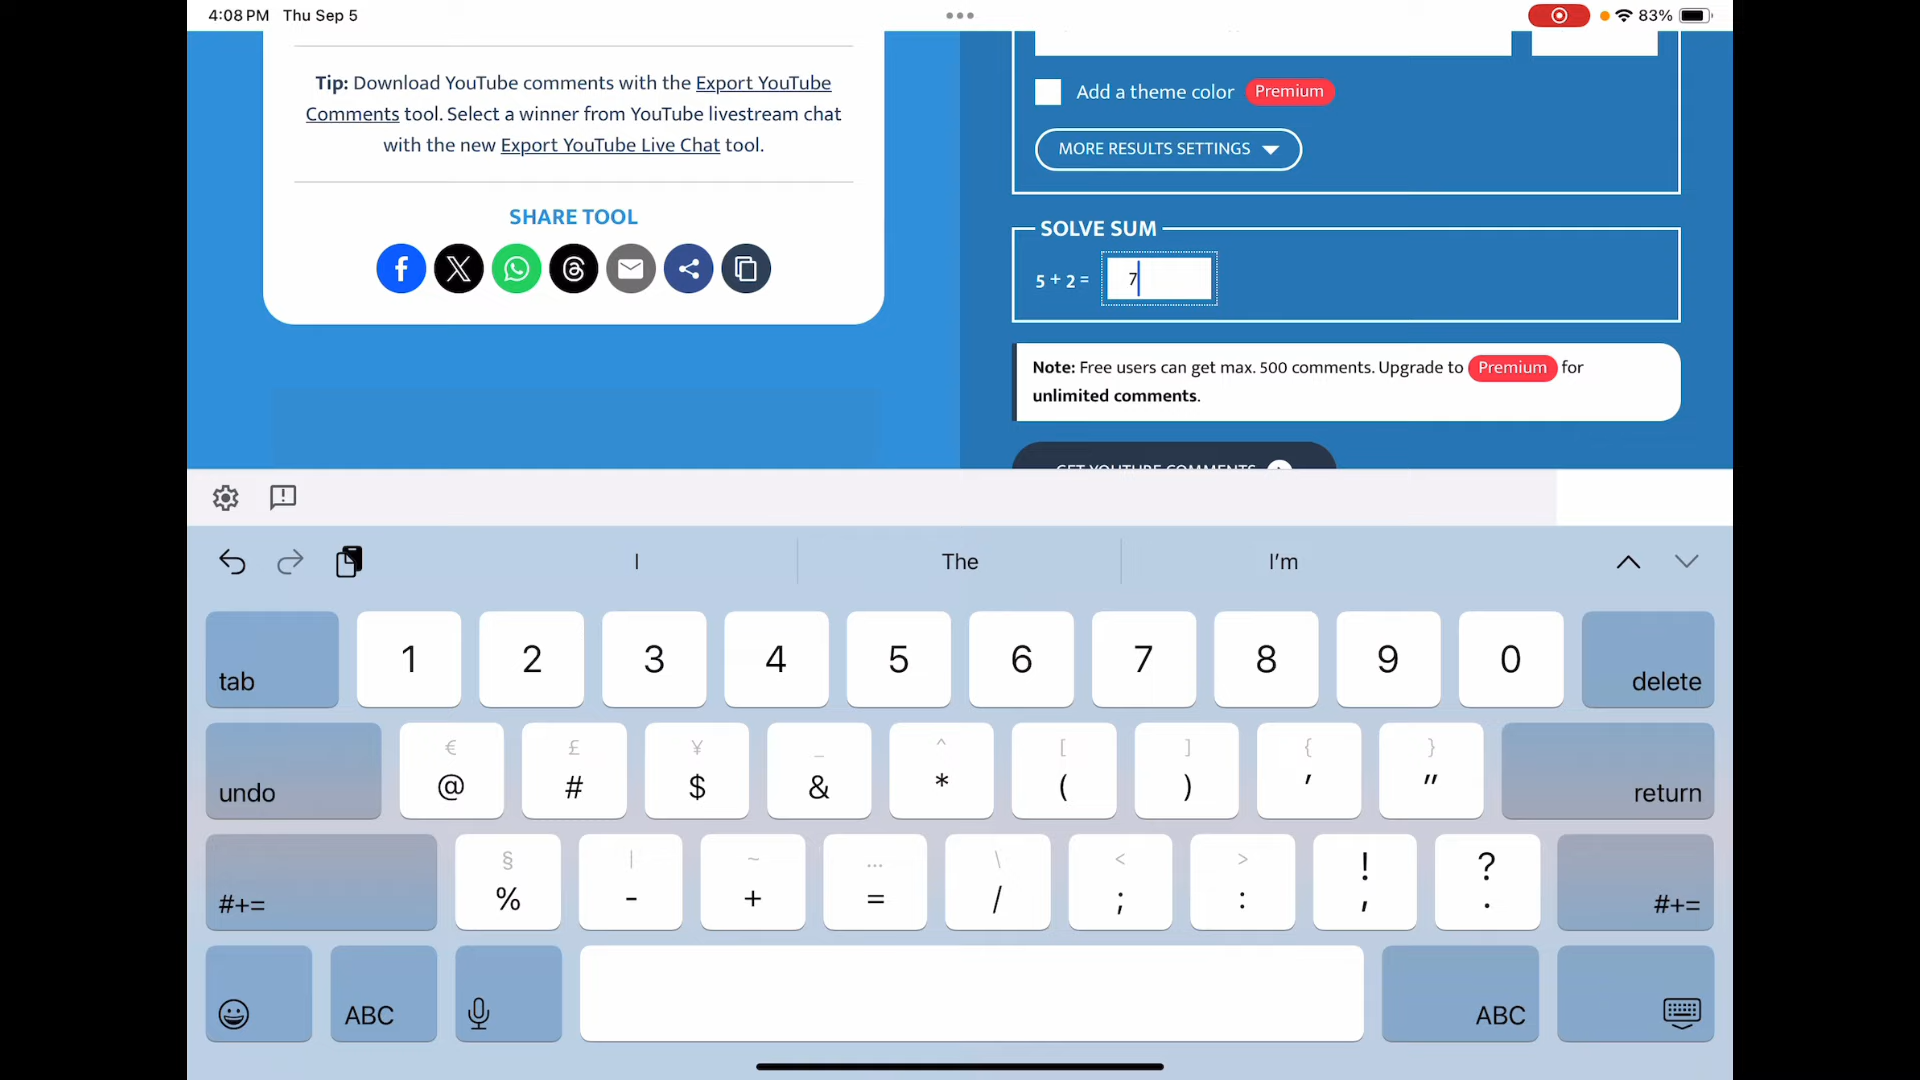 4:08 PM Thu Sep 5
83%
Tip: Download YouTube comments with the Export YouTube
Comments tool. Select a winner from YouTube livestream chat
with the new Export YouTube Live Chat tool.
SHARE TOOL
Add a theme color Premium
MORE RESULTS SETTINGS
SOLVE SUM
5 + 2 = 7
Note: Free users can get max. 500 comments. Upgrade to Premium for
unlimited comments.
GET YOUTUBE COMMENTS
I The I'm
tab 1 2 3 4 5 6 7 8 9 0 delete
€ £ ¥ _ ^ [ ] { }
undo @ # $ & * ( ) ' " return
§ | ~ … \ < > ! ?
#+= % - + = / ; : , . #+=
ABC ABC